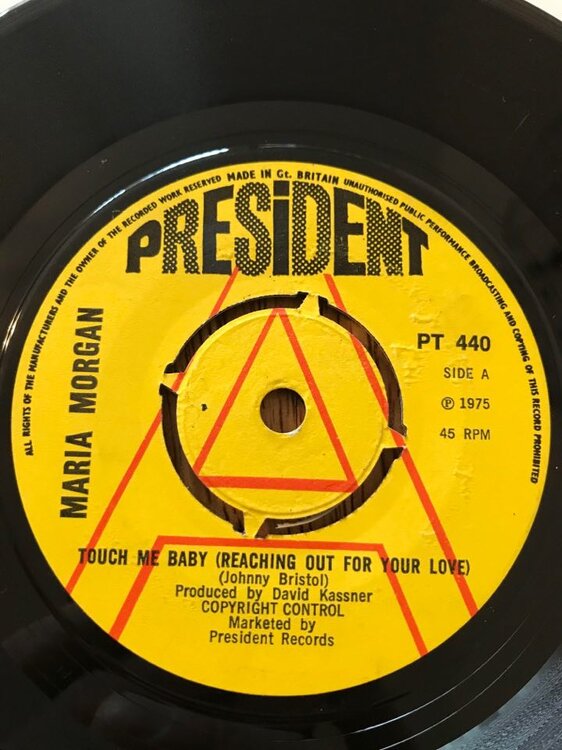 ALL RIGHTS OF THE MANUFACTURERS AND THE OWNER OF THE RECORDED WORK RESERVED MADE IN Gt. BRITAIN UNAUTHORISED PUBLIC PERFORMANCE BROADCASTING AND COPYING OF THIS RECORD PROHIBITED
PRESiDENT
MARIA MORGAN
A
PT 440
SIDE A
℗ 1975
45 RPM
TOUCH ME BABY (REACHING OUT FOR YOUR LOVE)
(Johnny Bristol)
Produced by David Kassner
COPYRIGHT CONTROL
Marketed by
President Records